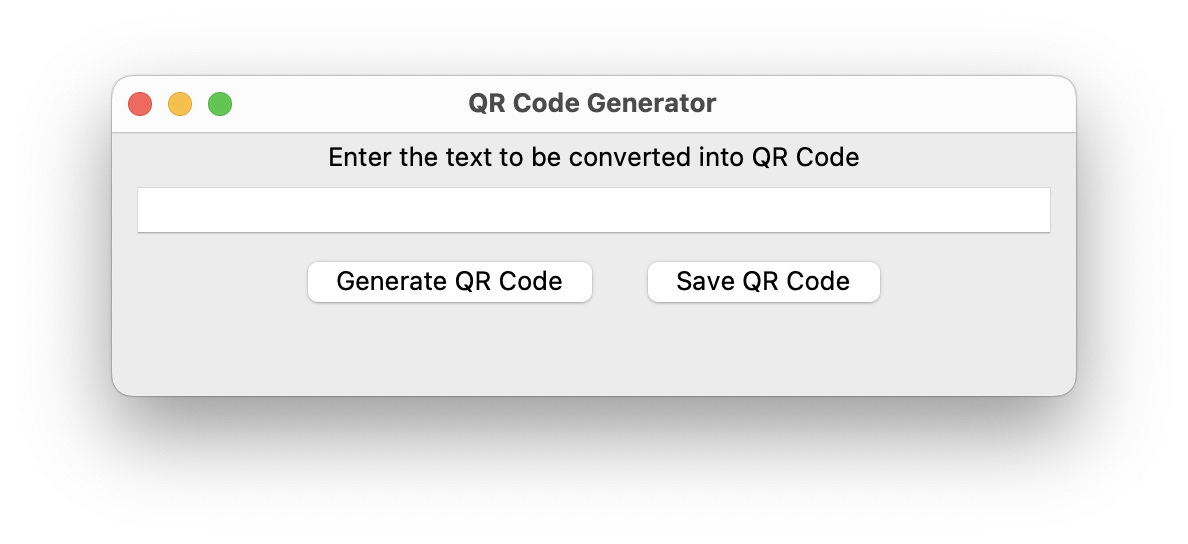 QR Code Generator
Enter the text to be converted into QR Code
Generate QR Code
Save QR Code